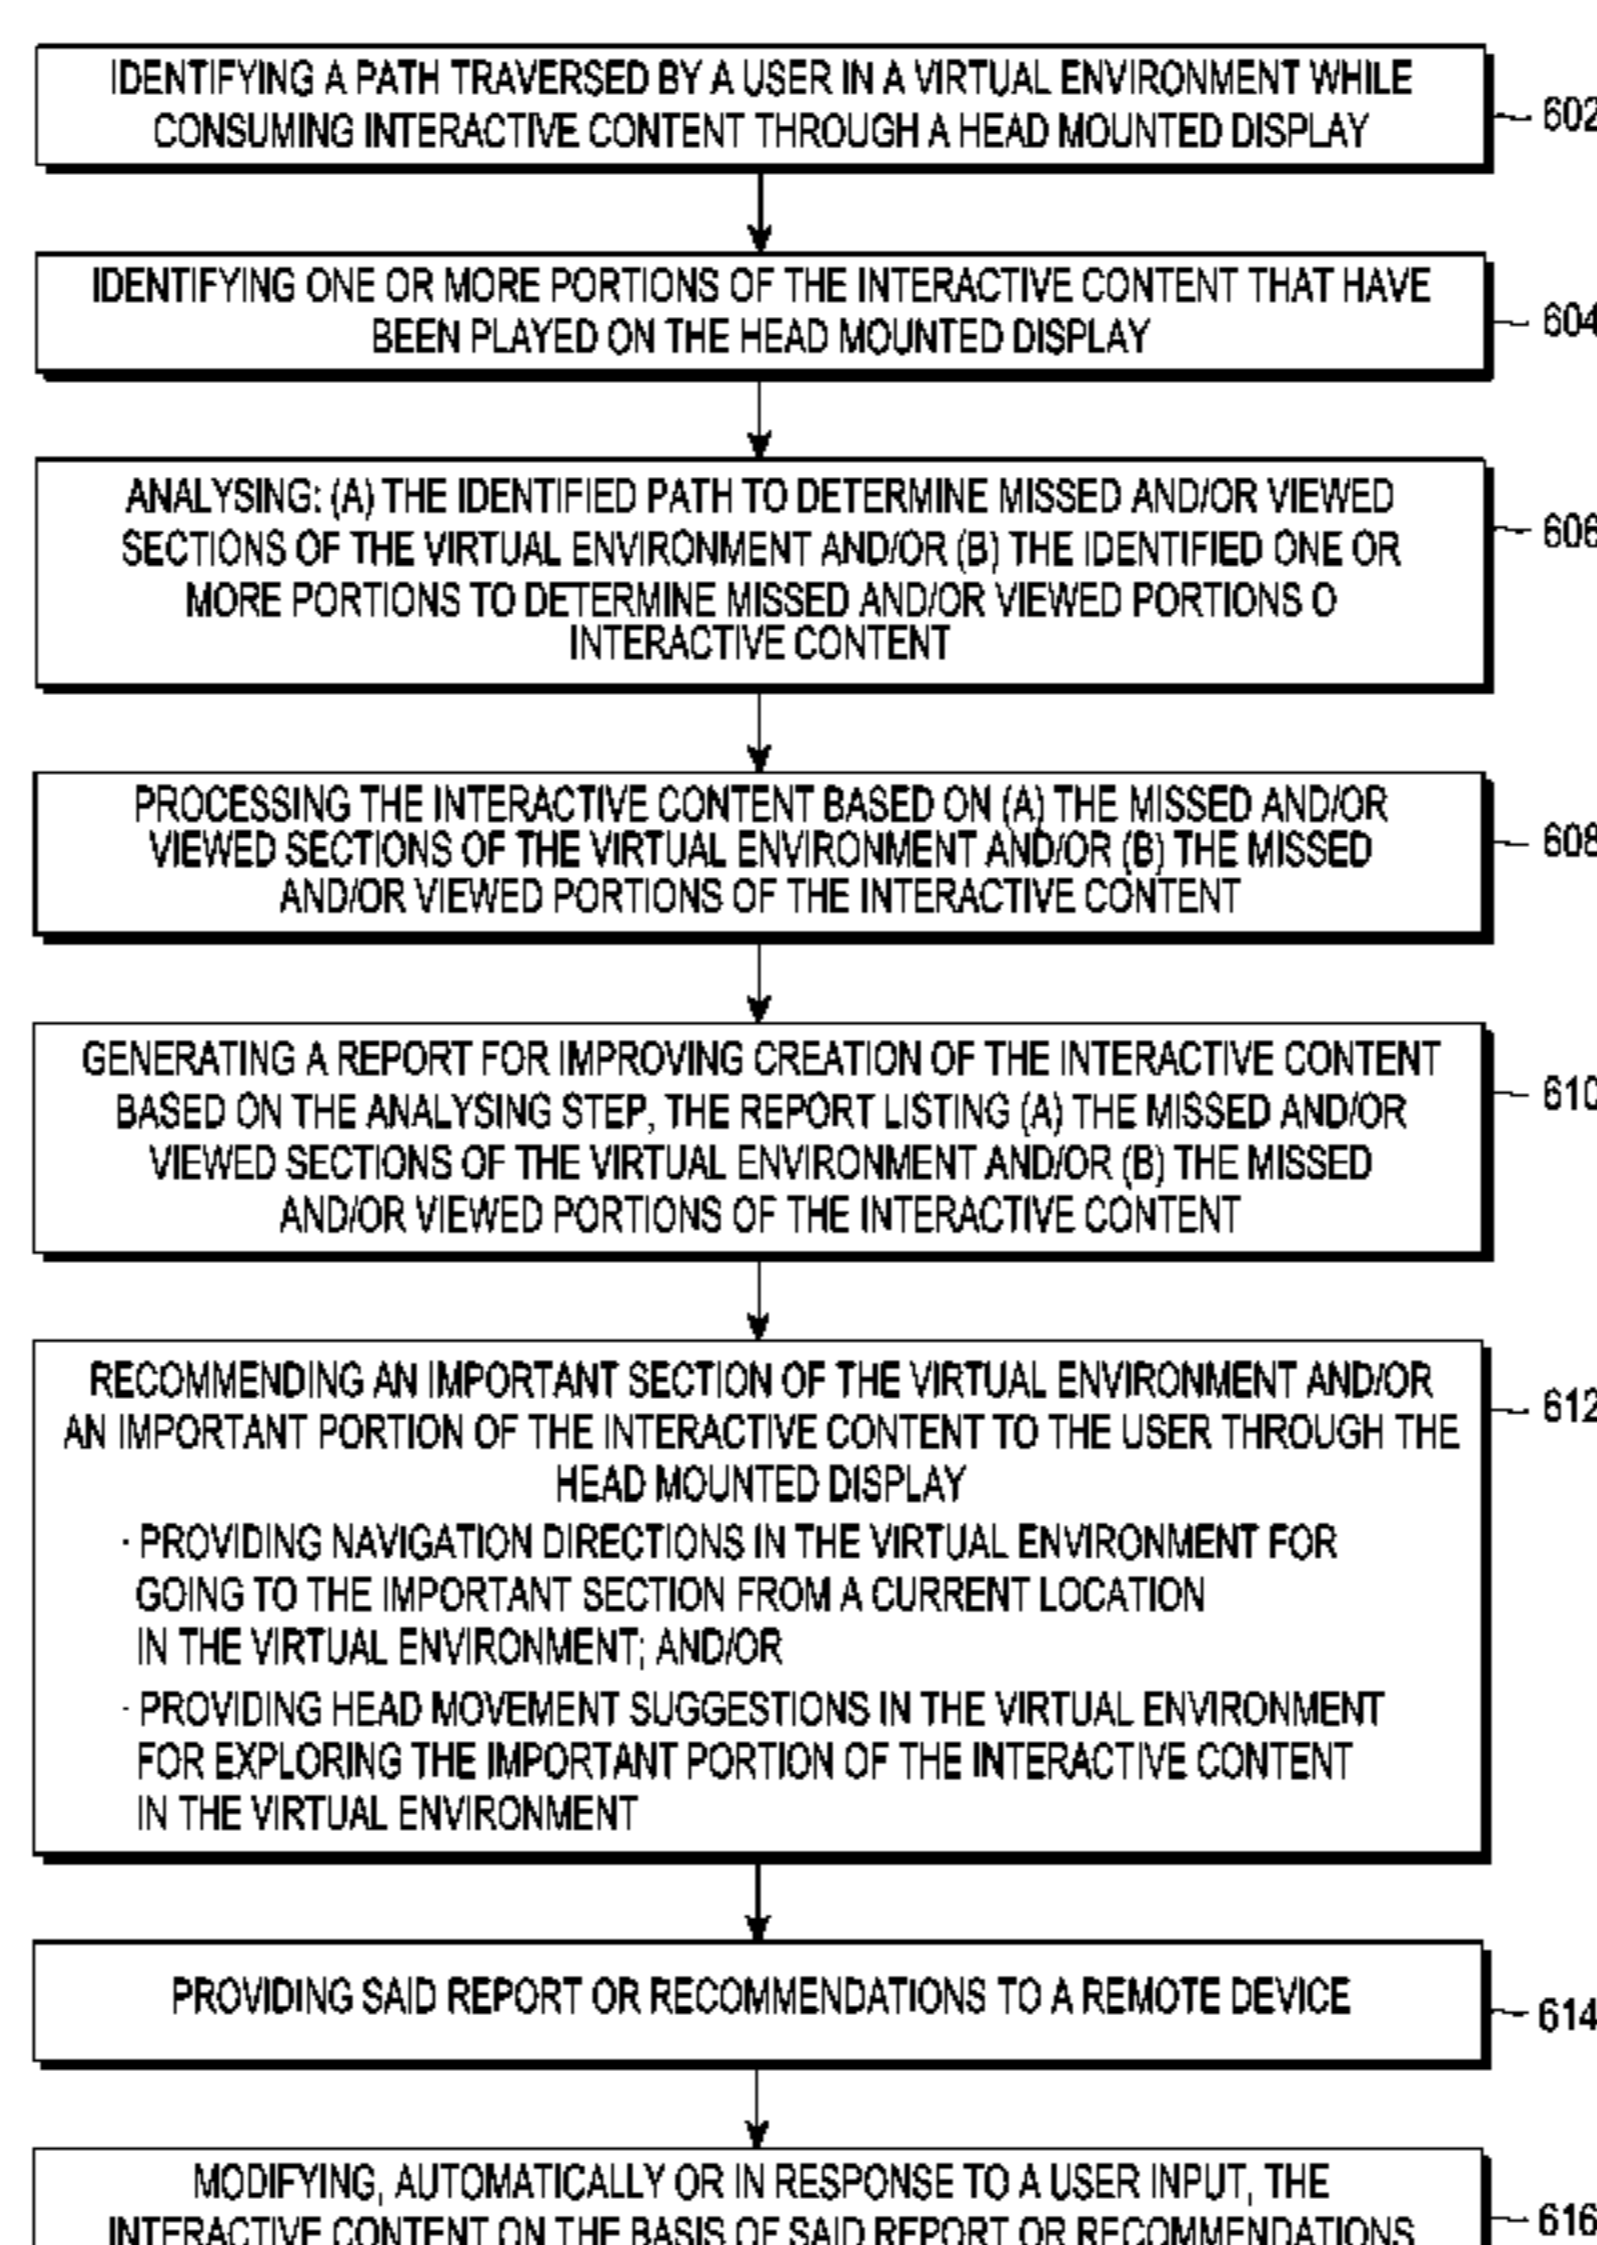 IDENTIFYING A PATH TRAVERSED BY A USER IN A VIRTUAL ENVIRONMENT WHILE
CONSUMING INTERACTIVE CONTENT THROUGH A HEAD MOUNTED DISPLAY
602
IDENTIFYING ONE OR MORE PORTIONS OF THE INTERACTIVE CONTENT THAT HAVE
BEEN PLAYED ON THE HEAD MOUNTED DISPLAY
604
ANALYSING: (A) THE IDENTIFIED PATH TO DETERMINE MISSED AND/OR VIEWED
SECTIONS OF THE VIRTUAL ENVIRONMENT AND/OR (B) THE IDENTIFIED ONE OR
MORE PORTIONS TO DETERMINE MISSED AND/OR VIEWED PORTIONS O
INTERACTIVE CONTENT
606
PROCESSING THE INTERACTIVE CONTENT BASED ON (A) THE MISSED AND/OR
VIEWED SECTIONS OF THE VIRTUAL ENVIRONMENT AND/OR (B) THE MISSED
AND/OR VIEWED PORTIONS OF THE INTERACTIVE CONTENT
608
GENERATING A REPORT FOR IMPROVING CREATION OF THE INTERACTIVE CONTENT
BASED ON THE ANALYSING STEP, THE REPORT LISTING (A) THE MISSED AND/OR
VIEWED SECTIONS OF THE VIRTUAL ENVIRONMENT AND/OR (B) THE MISSED
AND/OR VIEWED PORTIONS OF THE INTERACTIVE CONTENT
610
RECOMMENDING AN IMPORTANT SECTION OF THE VIRTUAL ENVIRONMENT AND/OR
AN IMPORTANT PORTION OF THE INTERACTIVE CONTENT TO THE USER THROUGH THE
HEAD MOUNTED DISPLAY
· PROVIDING NAVIGATION DIRECTIONS IN THE VIRTUAL ENVIRONMENT FOR
GOING TO THE IMPORTANT SECTION FROM A CURRENT LOCATION
IN THE VIRTUAL ENVIRONMENT; AND/OR
· PROVIDING HEAD MOVEMENT SUGGESTIONS IN THE VIRTUAL ENVIRONMENT
FOR EXPLORING THE IMPORTANT PORTION OF THE INTERACTIVE CONTENT
IN THE VIRTUAL ENVIRONMENT
612
PROVIDING SAID REPORT OR RECOMMENDATIONS TO A REMOTE DEVICE
614
MODIFYING, AUTOMATICALLY OR IN RESPONSE TO A USER INPUT, THE
INTERACTIVE CONTENT ON THE BASIS OF SAID REPORT OR RECOMMENDATIONS
616